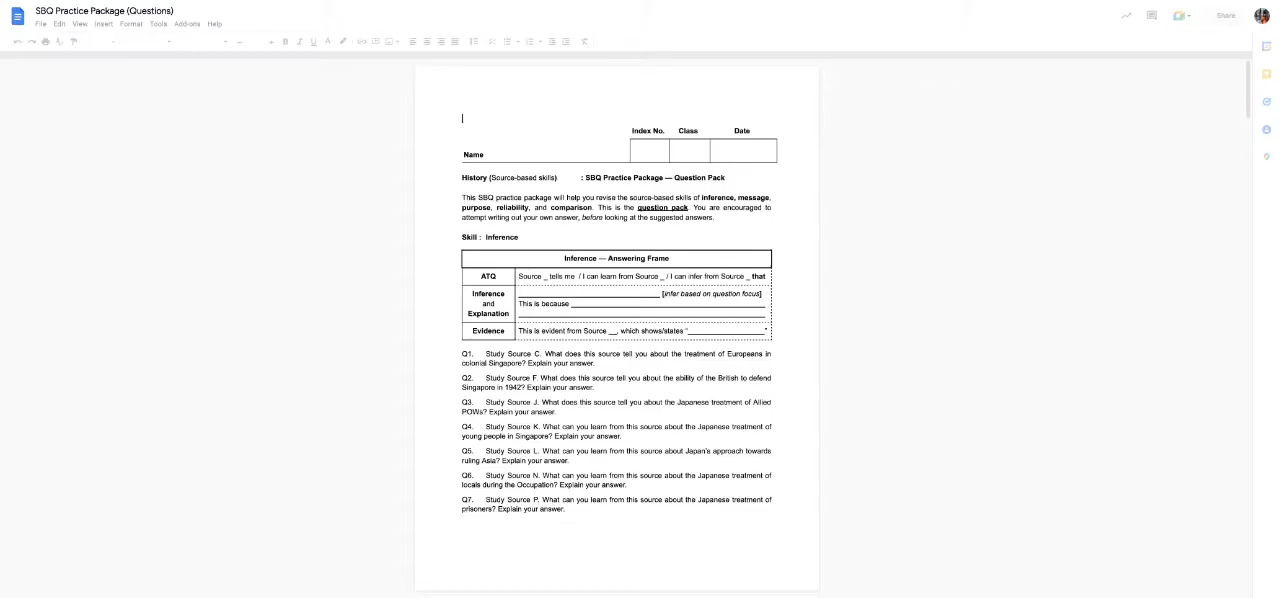 SBQ Practice Package (Questions)
File Edit View Insert Format Tools Add-ons Help
Share
Index No. Class Date
Name
History (Source-based skills) : SBQ Practice Package — Question Pack
This SBQ practice package will help you revise the source-based skills of inference, message,
purpose, reliability, and comparison. This is the question pack. You are encouraged to
attempt writing out your own answer, before looking at the suggested answers.
Skill : Inference
Inference — Answering Frame
ATQ Source _ tells me / I can learn from Source _ / I can infer from Source _ that
Inference ____________________ [infer based on question focus]
and This is because ____________________
Explanation ____________________
Evidence This is evident from Source __, which shows/states "____________________"
Q1. Study Source C. What does this source tell you about the treatment of Europeans in
colonial Singapore? Explain your answer.
Q2. Study Source F. What does this source tell you about the ability of the British to defend
Singapore in 1942? Explain your answer.
Q3. Study Source J. What does this source tell you about the Japanese treatment of Allied
POWs? Explain your answer.
Q4. Study Source K. What can you learn from this source about the Japanese treatment of
young people in Singapore? Explain your answer.
Q5. Study Source L. What can you learn from this source about Japan's approach towards
ruling Asia? Explain your answer.
Q6. Study Source N. What can you learn from this source about the Japanese treatment of
locals during the Occupation? Explain your answer.
Q7. Study Source P. What can you learn from this source about the Japanese treatment of
prisoners? Explain your answer.